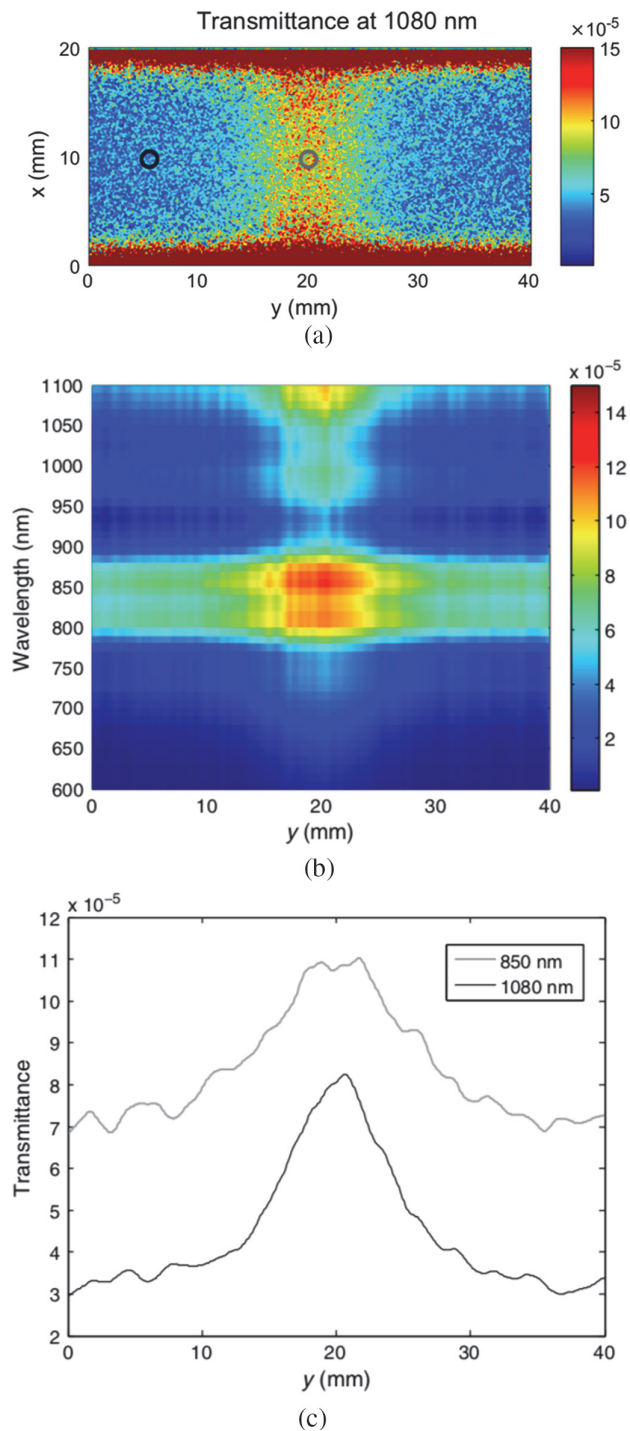 Transmittance at 1080 nm
×10⁻⁵
20
10
0
x (mm)
0 10 20 30 40
y (mm)
15
10
5
(a)
x 10⁻⁵
1100
1050
1000
950
900
850
800
750
700
650
600
Wavelength (nm)
0 10 20 30 40
y (mm)
14
12
10
8
6
4
2
(b)
x 10⁻⁵
12
11
10
9
8
7
6
5
4
3
2
Transmittance
850 nm
1080 nm
0 10 20 30 40
y (mm)
(c)